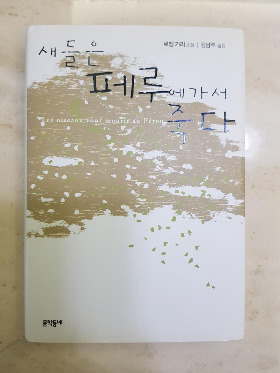 로맹 가리 소설 | 김남주 옮김
새들은
페루에 가서
죽다
Les oiseaux vont mourir au Pérou
문학동네